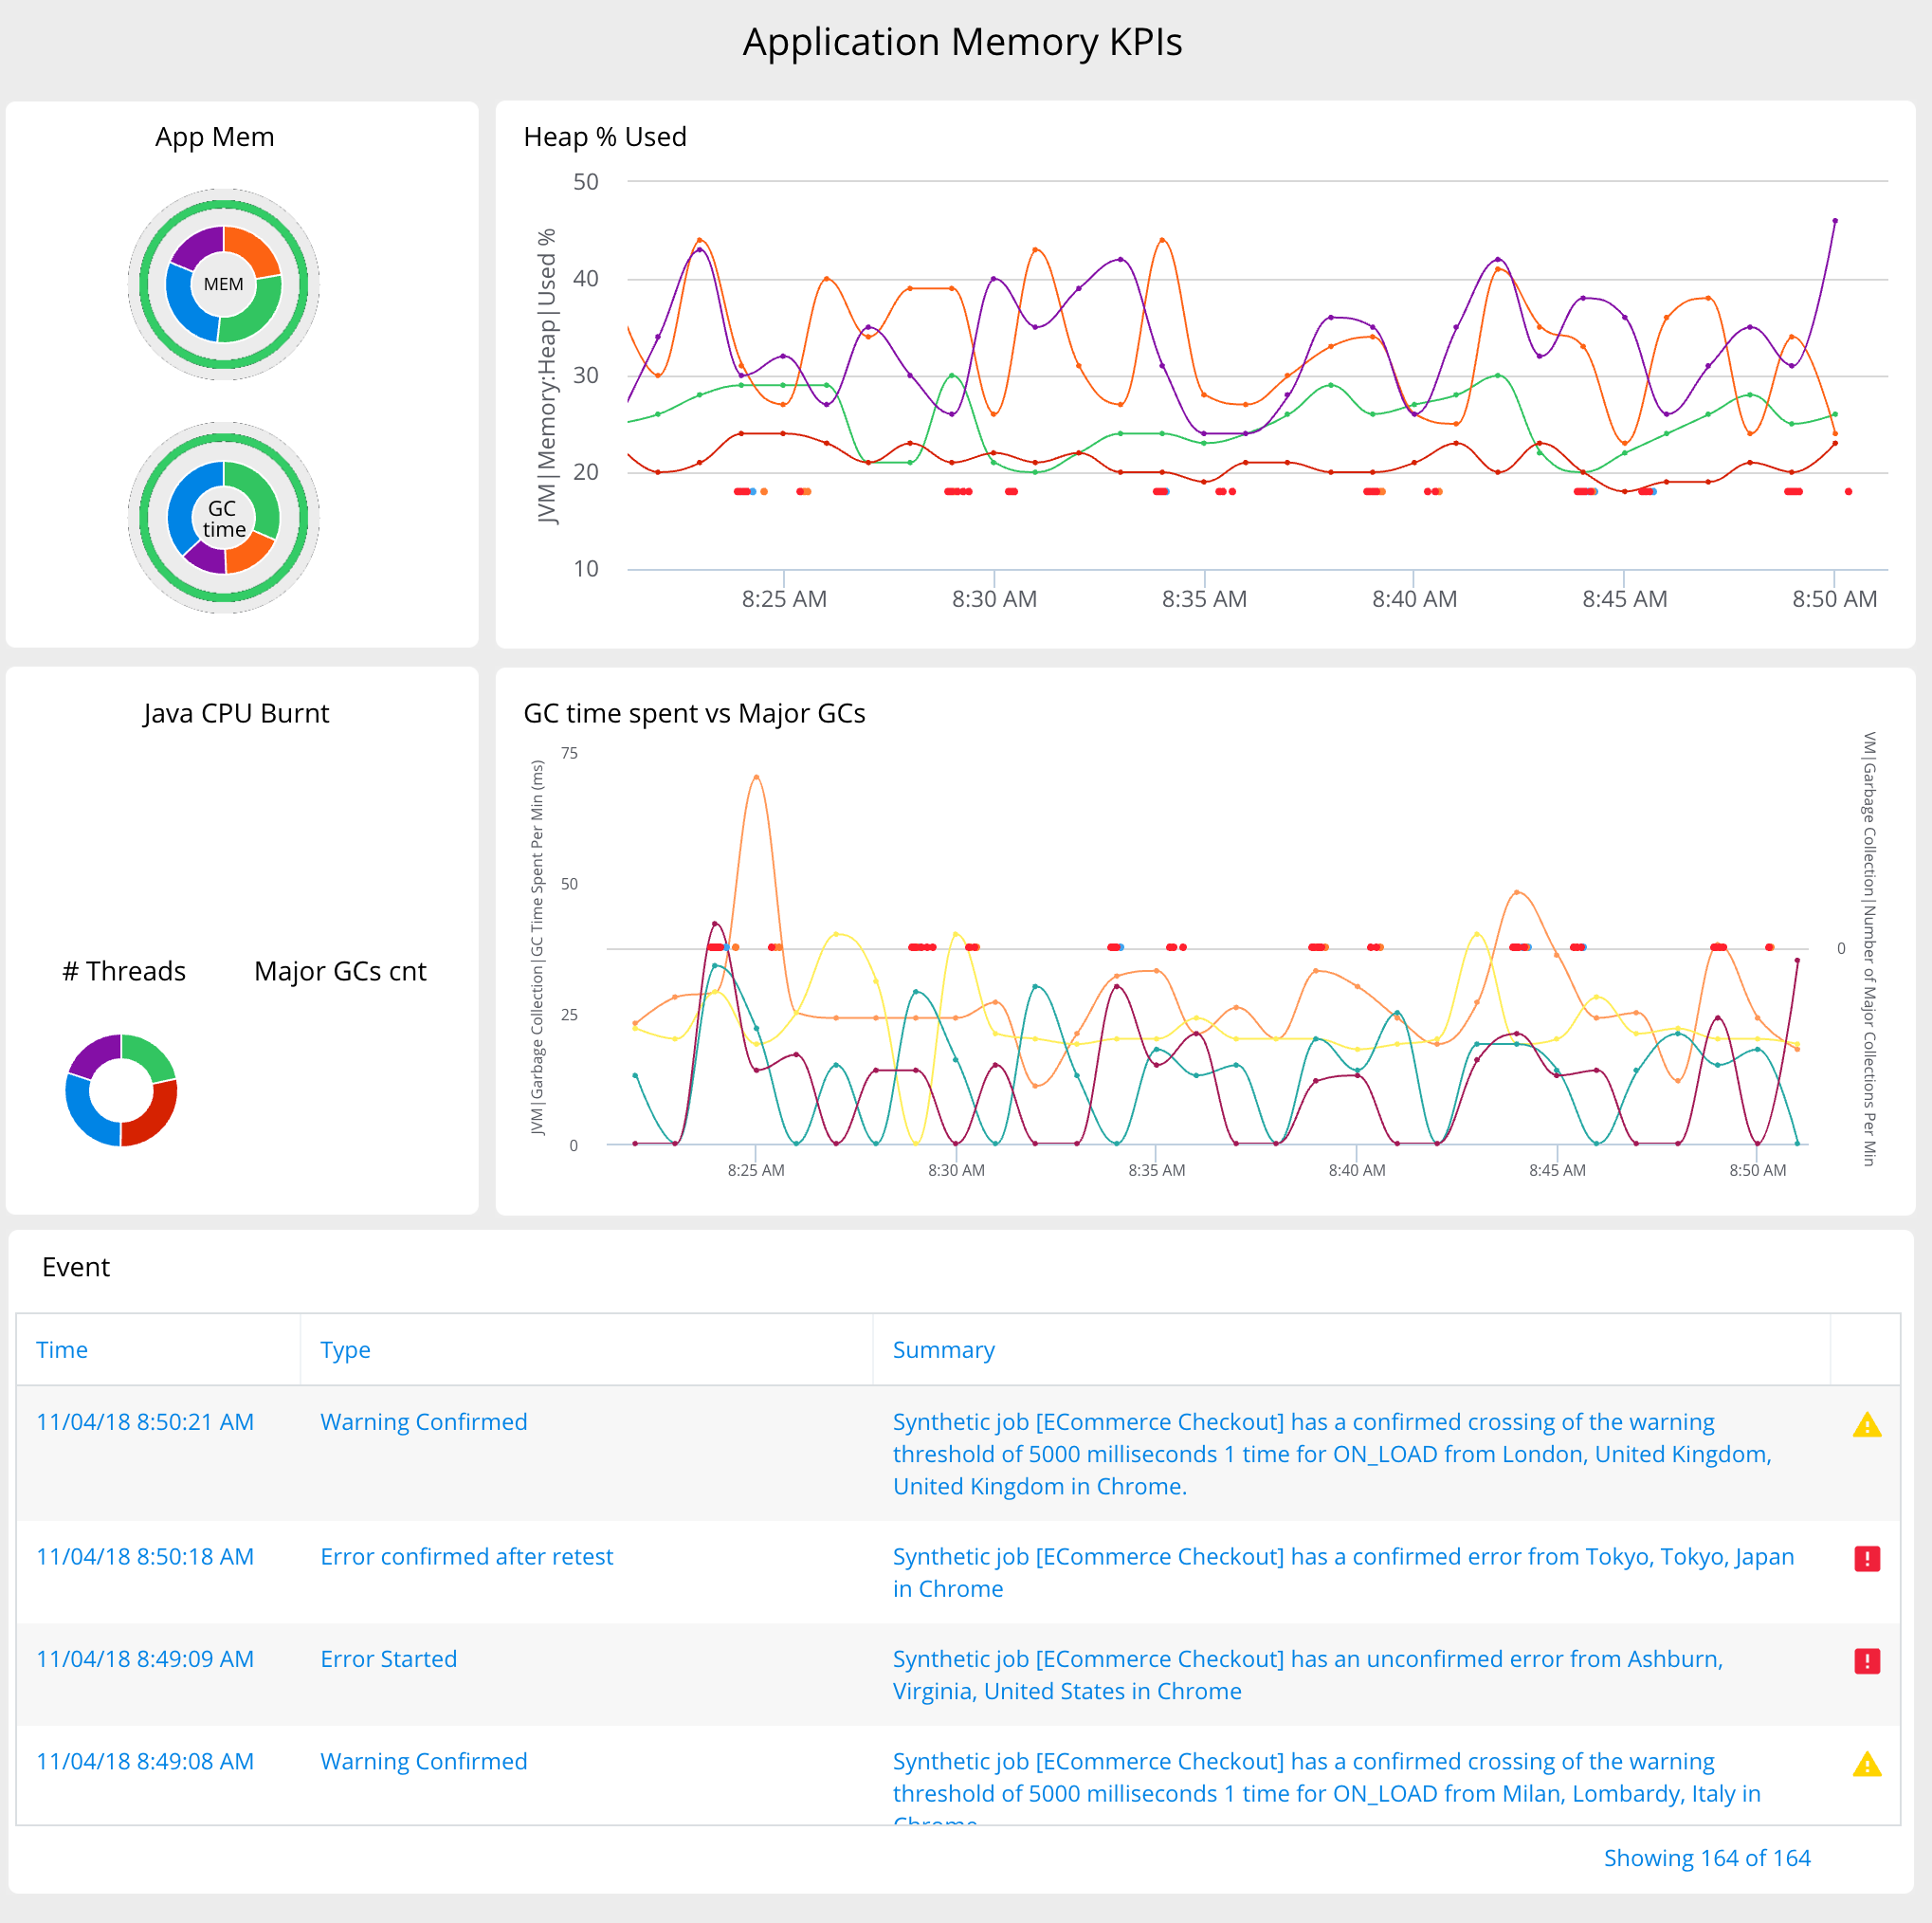 Application Memory KPIs
App Mem
MEM
GC
time
Heap % Used
JVM|Memory:Heap|Used %
50
40
30
20
10
8:25 AM
8:30 AM
8:35 AM
8:40 AM
8:45 AM
8:50 AM
Java CPU Burnt
# Threads
Major GCs cnt
GC time spent vs Major GCs
JVM|Garbage Collection|GC Time Spent Per Min (ms)
75
50
25
0
8:25 AM
8:30 AM
8:35 AM
8:40 AM
8:45 AM
8:50 AM
0
VM|Garbage Collection|Number of Major Collections Per Min
Event
Time Type Summary
11/04/18 8:50:21 AM Warning Confirmed Synthetic job [ECommerce Checkout] has a confirmed crossing of the warning
threshold of 5000 milliseconds 1 time for ON_LOAD from London, United Kingdom,
United Kingdom in Chrome.
11/04/18 8:50:18 AM Error confirmed after retest Synthetic job [ECommerce Checkout] has a confirmed error from Tokyo, Tokyo, Japan
in Chrome
11/04/18 8:49:09 AM Error Started Synthetic job [ECommerce Checkout] has an unconfirmed error from Ashburn,
Virginia, United States in Chrome
11/04/18 8:49:08 AM Warning Confirmed Synthetic job [ECommerce Checkout] has a confirmed crossing of the warning
threshold of 5000 milliseconds 1 time for ON_LOAD from Milan, Lombardy, Italy in
Chrome
Showing 164 of 164